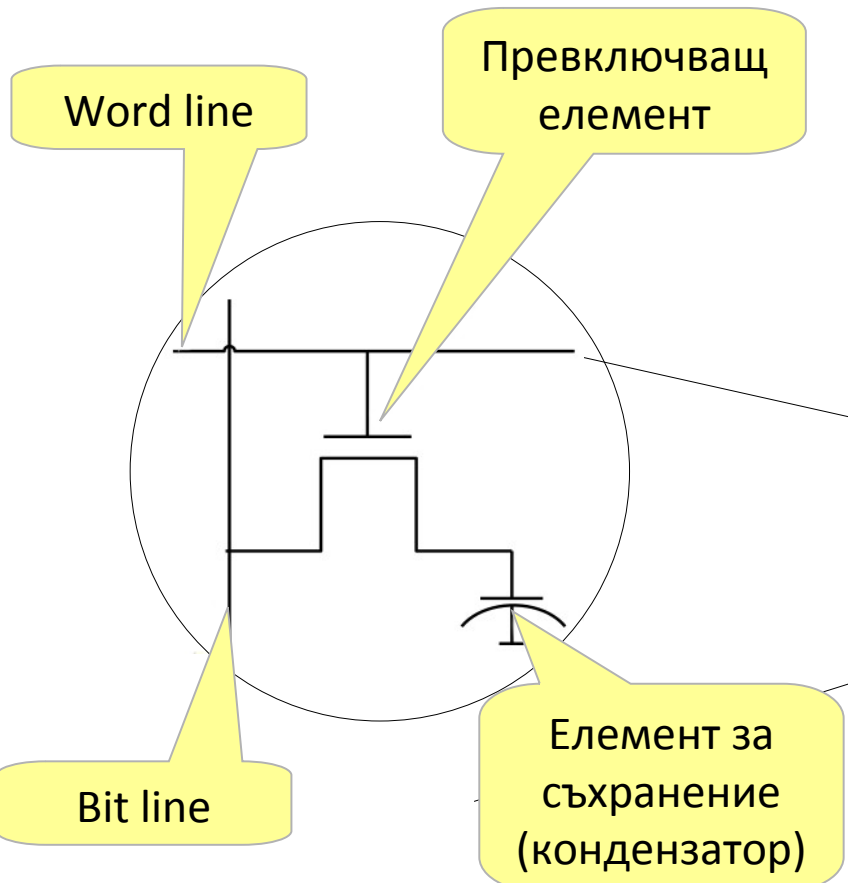 Превключващ
елемент
Word line
Bit line
Елемент за
съхранение
(кондензатор)